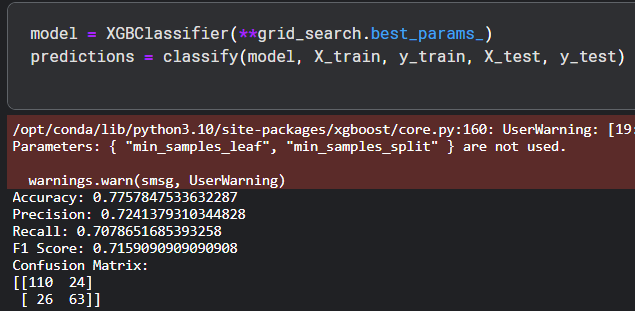 model = XGBClassifier(**grid_search.best_params_)
predictions = classify(model, X_train, y_train, X_test, y_test)
/opt/conda/lib/python3.10/site-packages/xgboost/core.py:160: UserWarning: [19:
Parameters: { "min_samples_leaf", "min_samples_split" } are not used.
warnings.warn(smsg, UserWarning)
Accuracy: 0.7757847533632287
Precision: 0.7241379310344828
Recall: 0.7078651685393258
F1 Score: 0.7159090909090908
Confusion Matrix:
[[110  24]
 [ 26  63]]